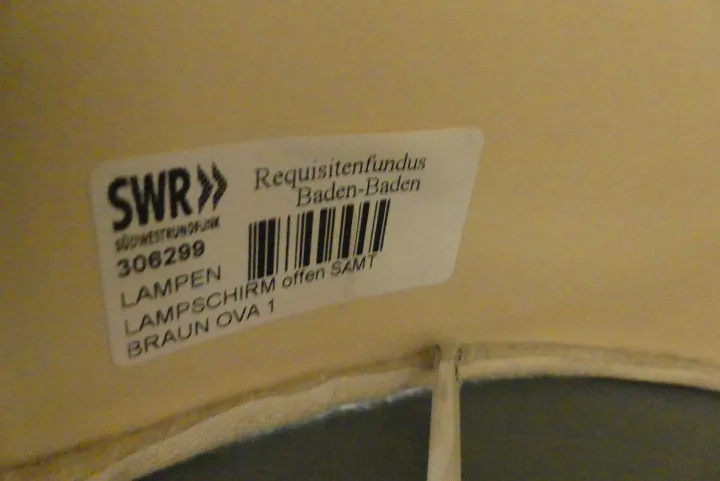 SWR»
SÜDWESTRUNDFUNK
Requisitenfundus
Baden-Baden
306299
LAMPEN
LAMPSCHIRM offen SAMT
BRAUN OVA 1